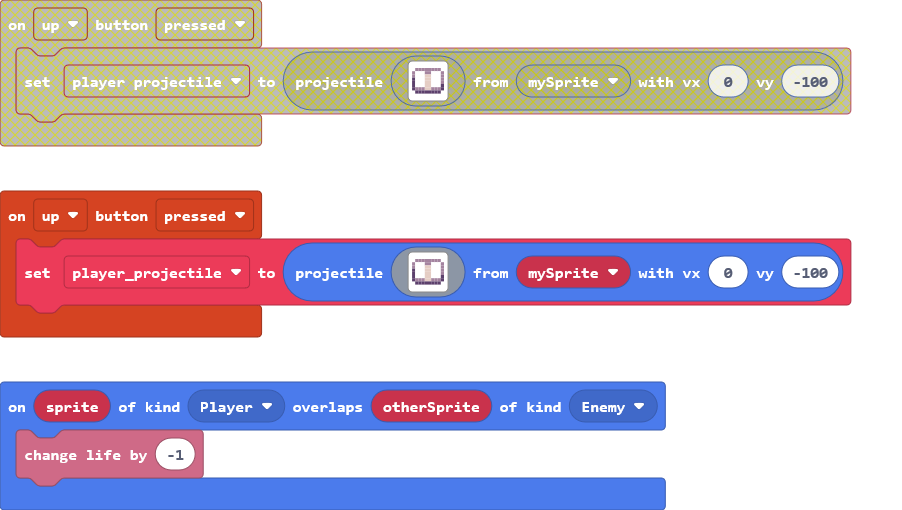 on up button pressed
set player projectile to projectile from mySprite with vx 0 vy -100
on up button pressed
set player_projectile to projectile from mySprite with vx 0 vy -100
on sprite of kind Player overlaps otherSprite of kind Enemy
change life by -1